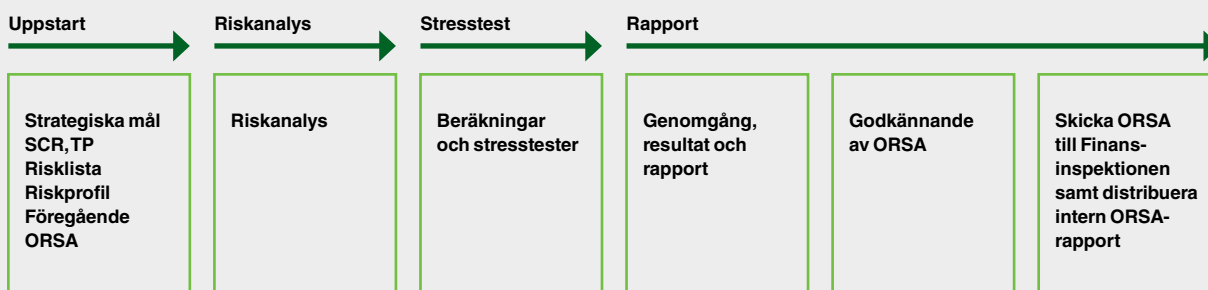 Uppstart
Riskanalys
Stresstest
Rapport
Strategiska mål
SCR, TP
Risklista
Riskprofil
Föregående
ORSA
Riskanalys
Beräkningar
och stresstester
Genomgång,
resultat och
rapport
Godkännande
av ORSA
Skicka ORSA
till Finans-
inspektionen
samt distribuera
intern ORSA-
rapport